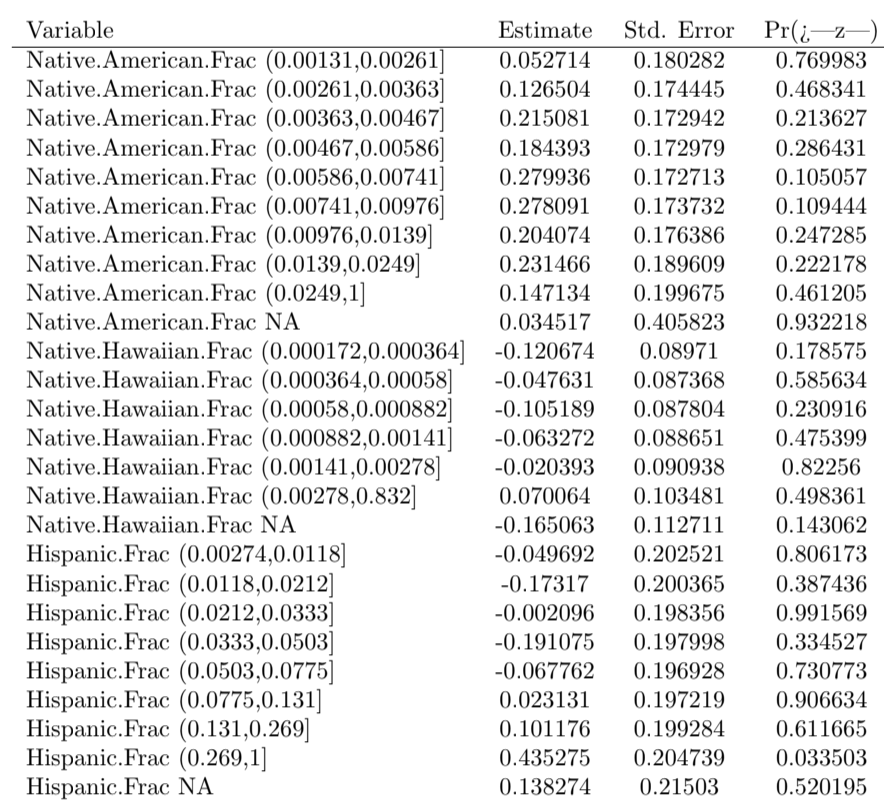 Variable Estimate Std. Error Pr(¿—z—)
Native.American.Frac (0.00131,0.00261] 0.052714 0.180282 0.769983
Native.American.Frac (0.00261,0.00363] 0.126504 0.174445 0.468341
Native.American.Frac (0.00363,0.00467] 0.215081 0.172942 0.213627
Native.American.Frac (0.00467,0.00586] 0.184393 0.172979 0.286431
Native.American.Frac (0.00586,0.00741] 0.279936 0.172713 0.105057
Native.American.Frac (0.00741,0.00976] 0.278091 0.173732 0.109444
Native.American.Frac (0.00976,0.0139] 0.204074 0.176386 0.247285
Native.American.Frac (0.0139,0.0249] 0.231466 0.189609 0.222178
Native.American.Frac (0.0249,1] 0.147134 0.199675 0.461205
Native.American.Frac NA 0.034517 0.405823 0.932218
Native.Hawaiian.Frac (0.000172,0.000364] -0.120674 0.08971 0.178575
Native.Hawaiian.Frac (0.000364,0.00058] -0.047631 0.087368 0.585634
Native.Hawaiian.Frac (0.00058,0.000882] -0.105189 0.087804 0.230916
Native.Hawaiian.Frac (0.000882,0.00141] -0.063272 0.088651 0.475399
Native.Hawaiian.Frac (0.00141,0.00278] -0.020393 0.090938 0.82256
Native.Hawaiian.Frac (0.00278,0.832] 0.070064 0.103481 0.498361
Native.Hawaiian.Frac NA -0.165063 0.112711 0.143062
Hispanic.Frac (0.00274,0.0118] -0.049692 0.202521 0.806173
Hispanic.Frac (0.0118,0.0212] -0.17317 0.200365 0.387436
Hispanic.Frac (0.0212,0.0333] -0.002096 0.198356 0.991569
Hispanic.Frac (0.0333,0.0503] -0.191075 0.197998 0.334527
Hispanic.Frac (0.0503,0.0775] -0.067762 0.196928 0.730773
Hispanic.Frac (0.0775,0.131] 0.023131 0.197219 0.906634
Hispanic.Frac (0.131,0.269] 0.101176 0.199284 0.611665
Hispanic.Frac (0.269,1] 0.435275 0.204739 0.033503
Hispanic.Frac NA 0.138274 0.21503 0.520195